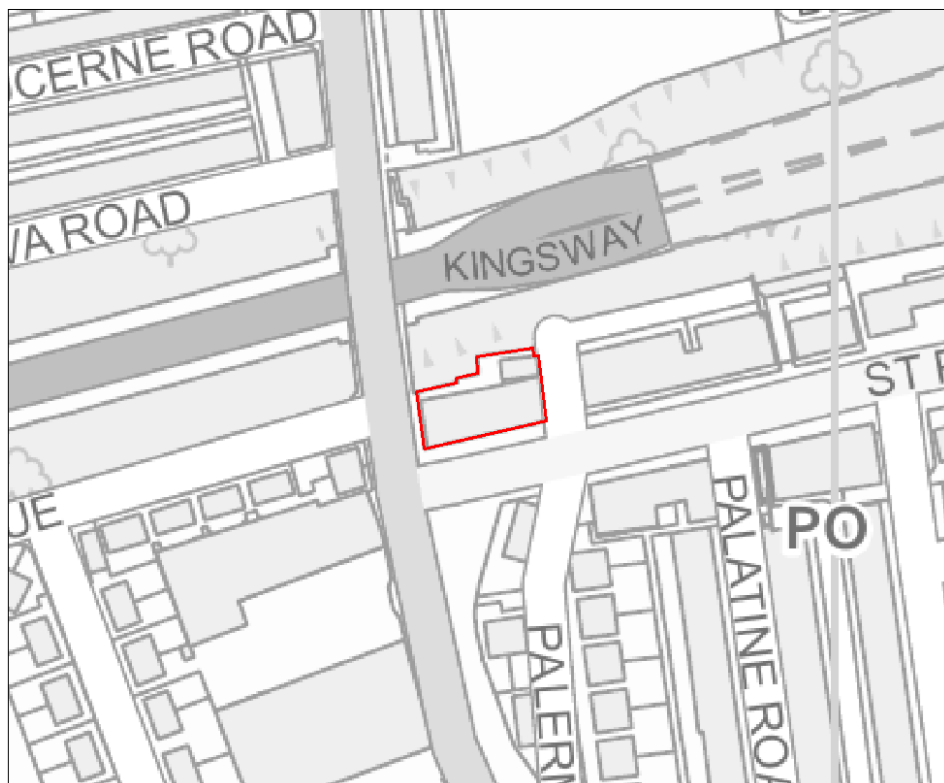 CERNE ROAD
VA ROAD
KINGSWAY
ST
UE
PO
PALATINE ROA
PALERM